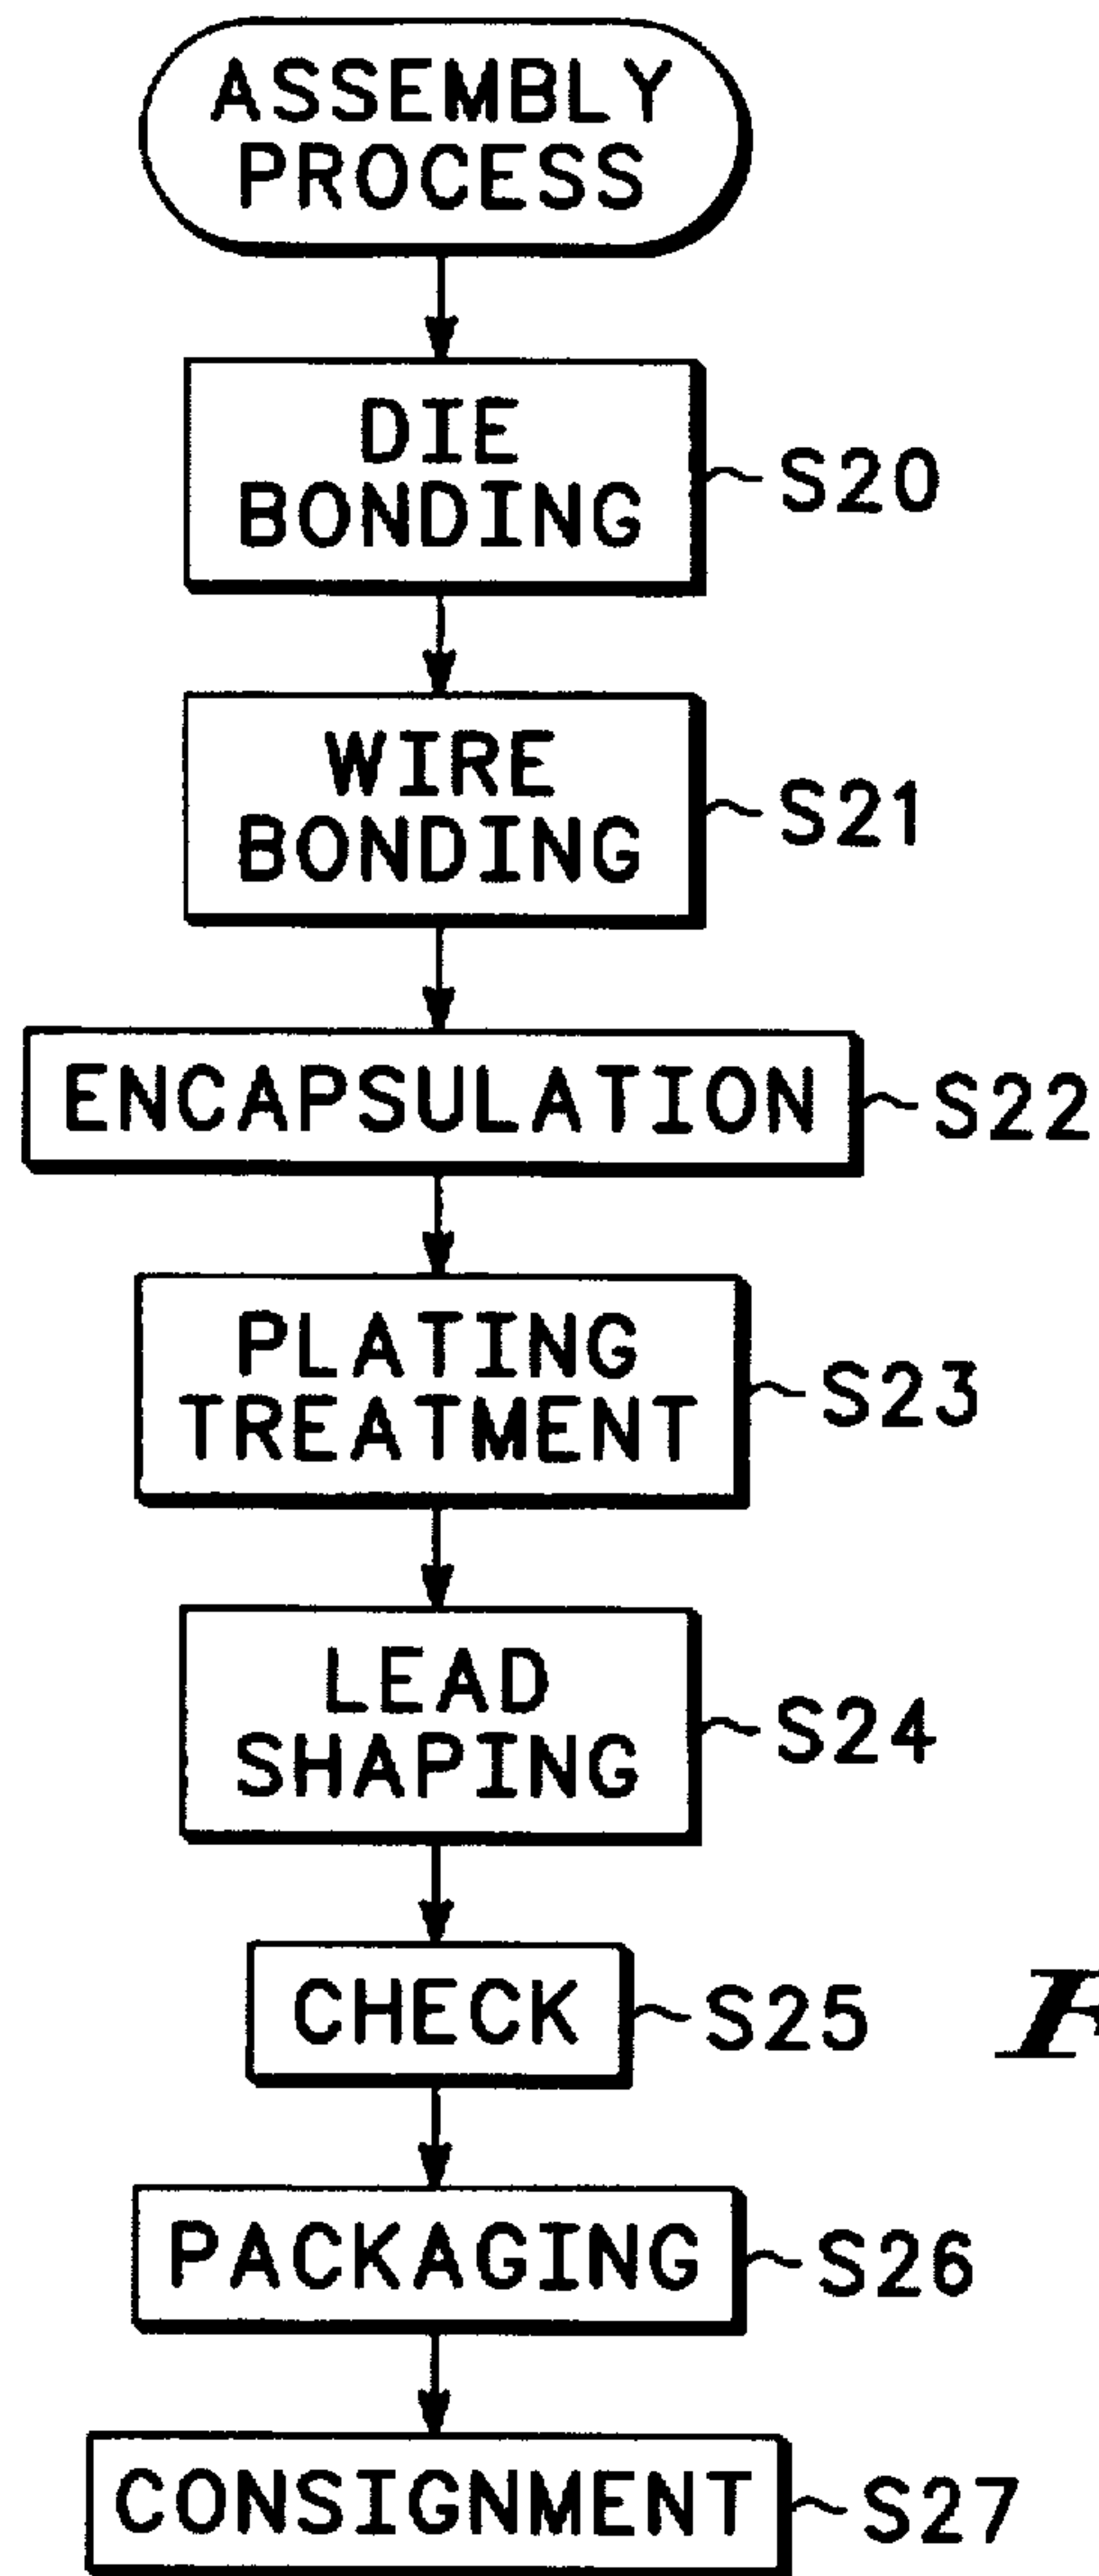 ASSEMBLY
PROCESS
DIE
BONDING
S20
WIRE
BONDING
S21
ENCAPSULATION
S22
PLATING
TREATMENT
S23
LEAD
SHAPING
S24
CHECK
S25
PACKAGING
S26
CONSIGNMENT
S27